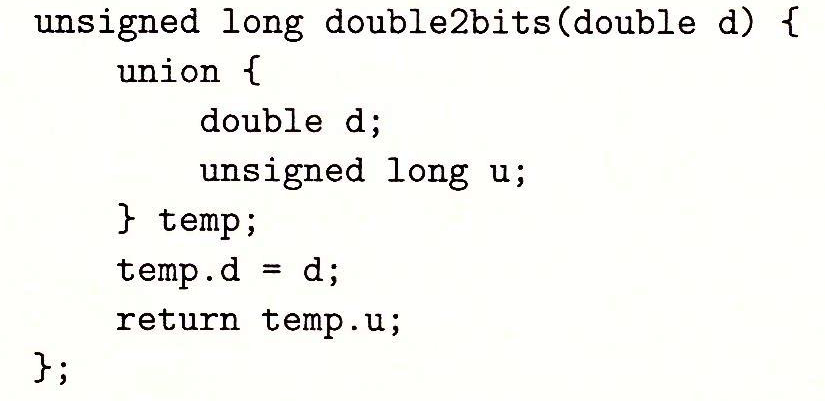 unsigned long double2bits(double d) {
    union {
        double d;
        unsigned long u;
    } temp;
    temp.d = d;
    return temp.u;
};